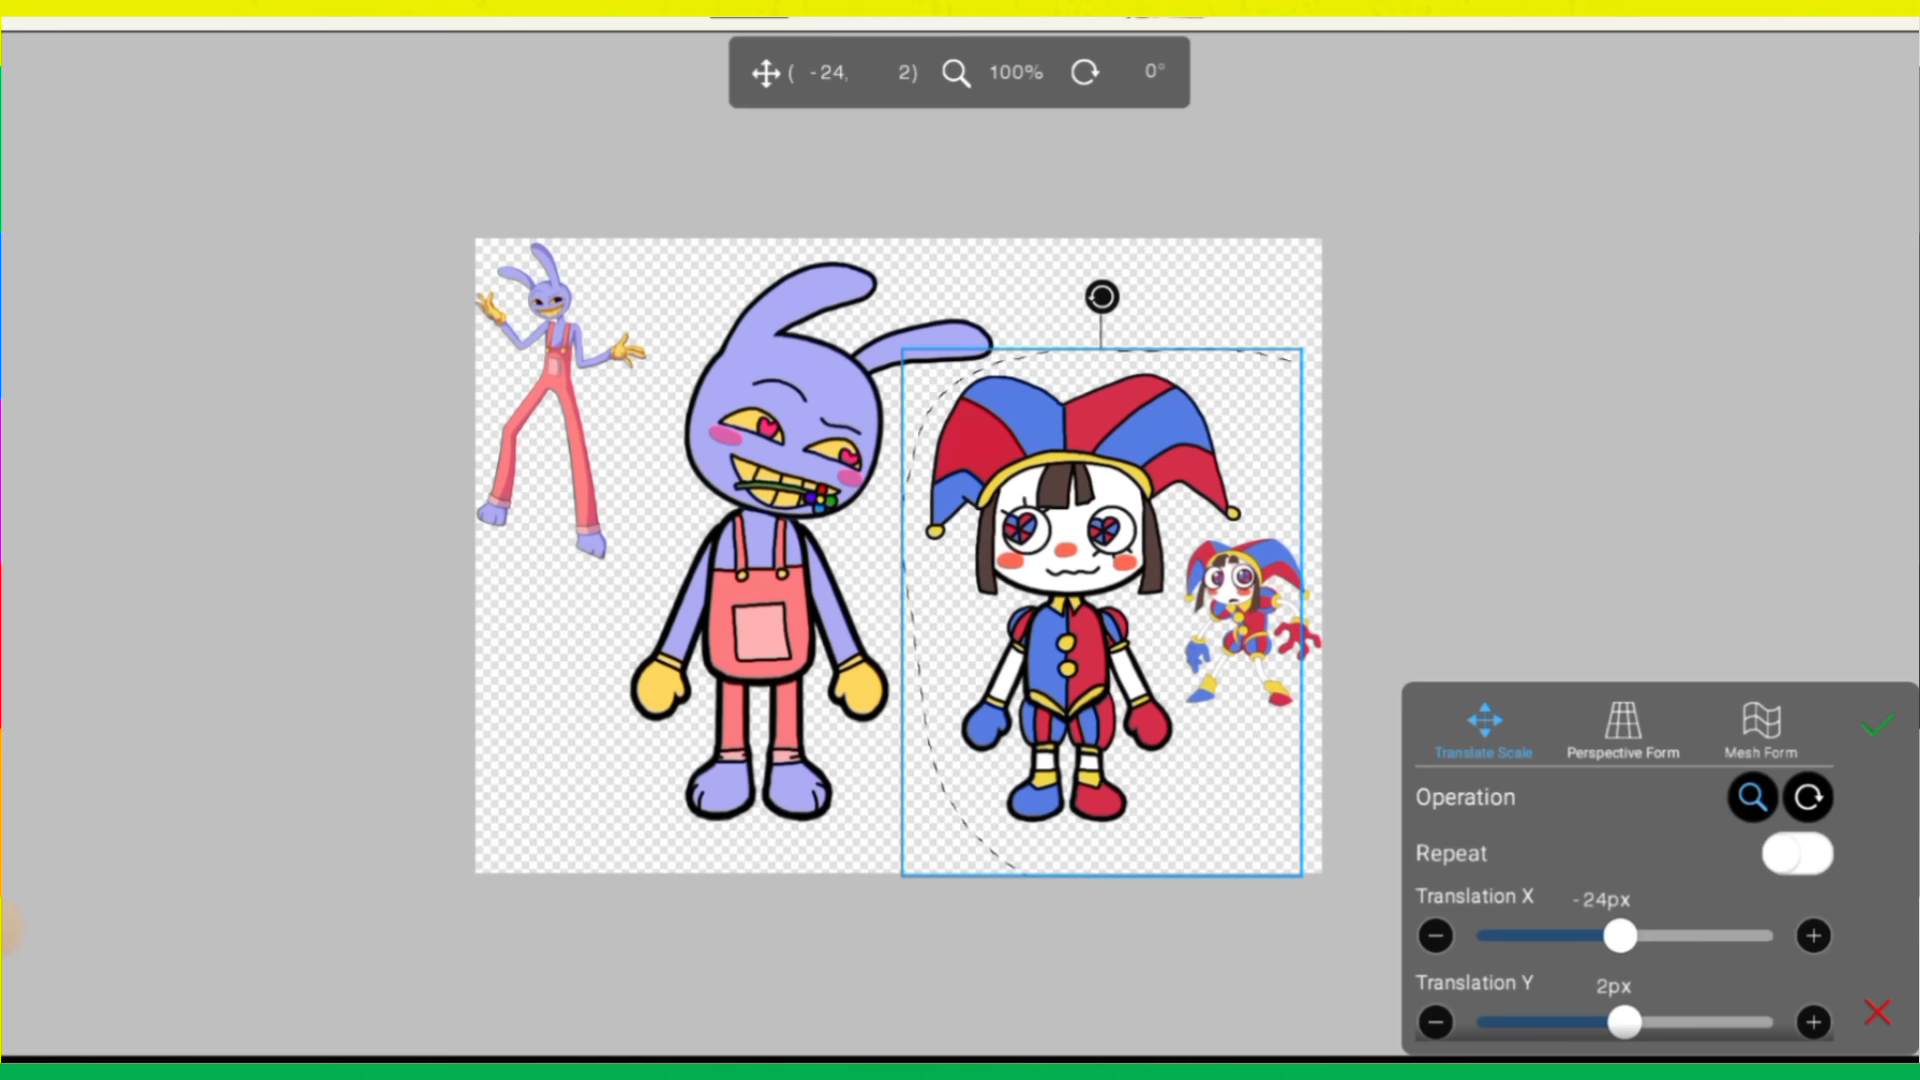 ( -24, 2) 100% 0°
Translate Scale Perspective Form Mesh Form
Operation
Repeat
Translation X -24px
Translation Y 2px